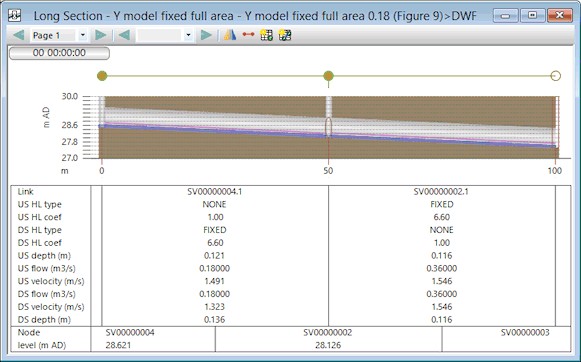 Long Section - Y model fixed full area - Y model fixed full area 0.18 (Figure 9)>DWF
Page 1
00 00:00:00
m AD
30.0
28.6
27.8
27.0
m 0 50 100
Link SV00000004.1 SV00000002.1
US HL type NONE FIXED
US HL coef 1.00 6.60
DS HL type FIXED NONE
DS HL coef 6.60 1.00
US depth (m) 0.121 0.116
US flow (m3/s) 0.18000 0.36000
US velocity (m/s) 1.491 1.546
DS flow (m3/s) 0.18000 0.36000
DS velocity (m/s) 1.323 1.546
DS depth (m) 0.136 0.116
Node SV00000004 SV00000002 SV00000003
level (m AD) 28.621 28.126